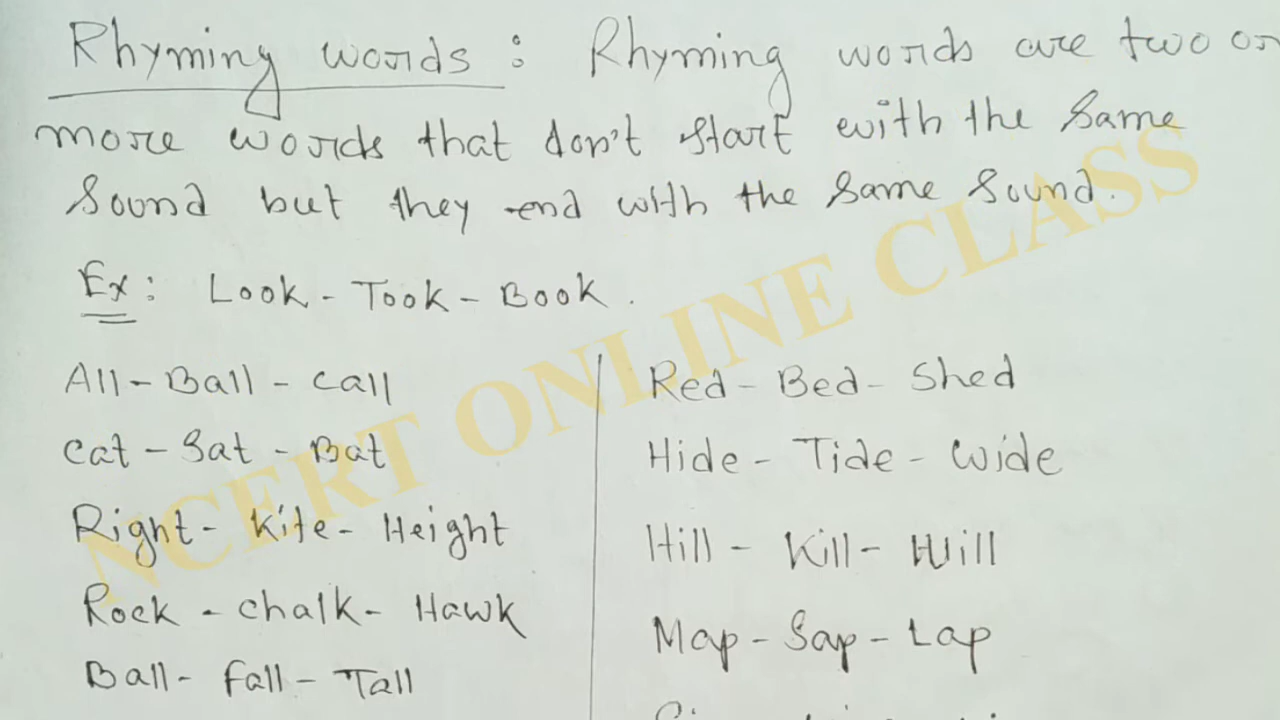 Rhyming words : Rhyming words are two or
more words that don't start with the same
sound but they end with the same sound.
Ex : Look - Took - Book .
All - Ball - call
Cat - Sat - Bat
Right - Kite - Height
Rock - chalk - Hawk
Ball - fall - Tall
Red - Bed - Shed
Hide - Tide - Wide
Hill - Kill - Will
Map - Sap - Lap
NCERT ONLINE CLASS